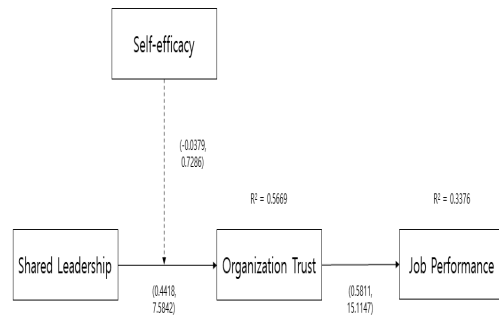 Self-efficacy
(-0.0379,
0.7286)
R² = 0.5669
R² = 0.3376
Shared Leadership
Organization Trust
Job Performance
(0.4418,
7.5842)
(0.5811,
15.1147)